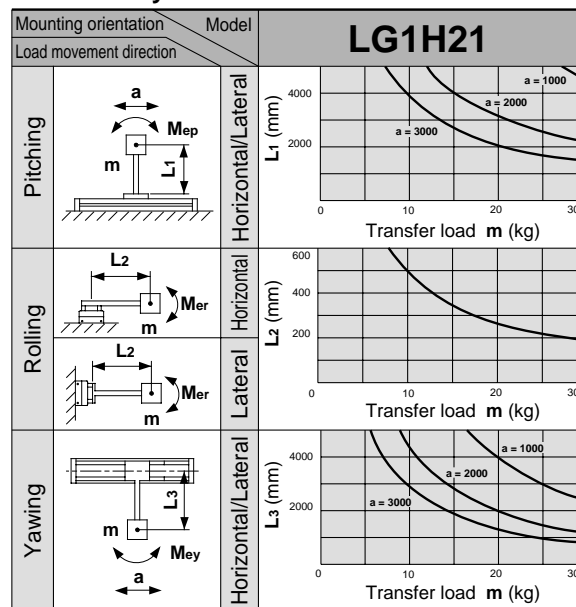 Mounting orientation Model
Load movement direction
LG1H21
Pitching
a
Mep
m
L1
Horizontal/Lateral
L1 (mm)
4000
2000
a = 1000
a = 2000
a = 3000
0 10 20 30
Transfer load m (kg)
Rolling
L2
Mer
m
Horizontal
L2
Mer
m
Lateral
L2 (mm)
600
400
200
0 10 20 30
Transfer load m (kg)
Yawing
L3
m
Mey
a
Horizontal/Lateral
L3 (mm)
4000
2000
a = 1000
a = 2000
a = 3000
0 10 20 30
Transfer load m (kg)